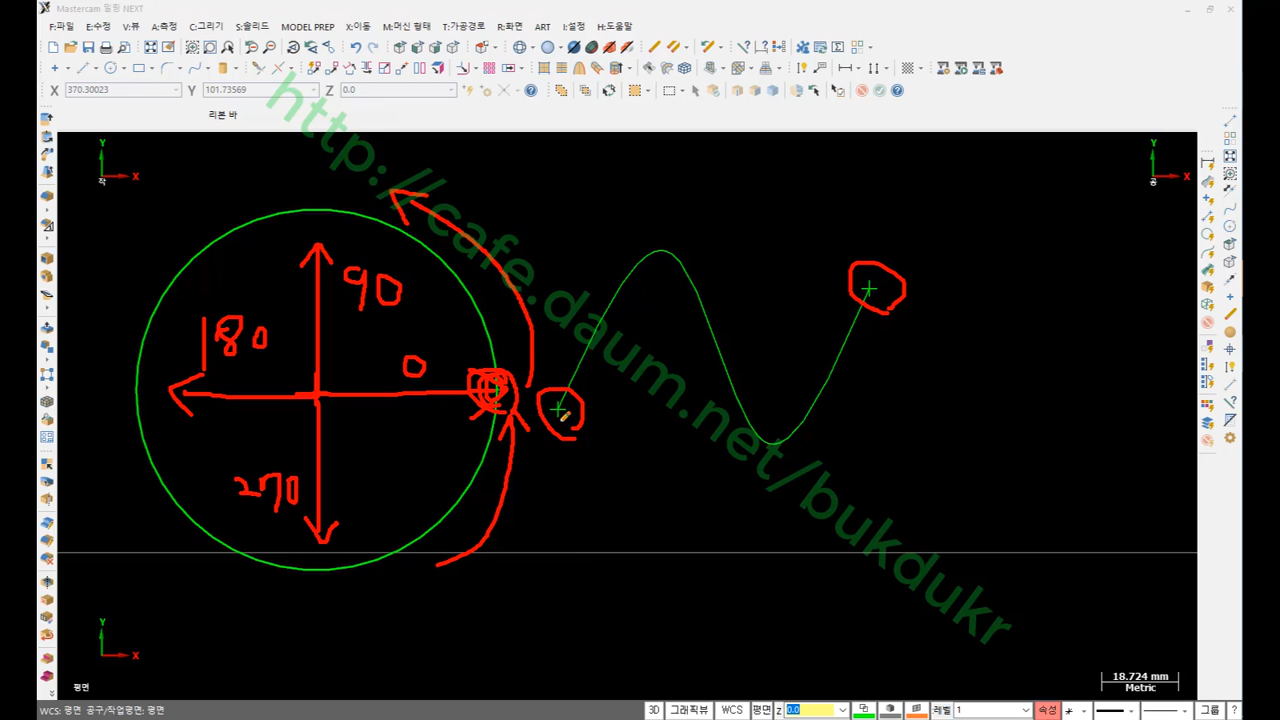 Mastercam 밀링 NEXT
F:파일 E:수정 V:뷰 A:측정 C:그리기 S:솔리드 MODEL PREP X:이동 M:머신 형태 T:가공경로 R:화면 ART I:설정 H:도움말
X 370.30023 Y 101.73569 Z 0.0
리본 바
Y Y
X X
작 공
http://cafe.daum.net/bukdukr
90
180 0
270
Y
X
평면
18.724 mm
Metric
WCS: 평면 공구/작업평면: 평면 3D 그래픽뷰 WCS 평면 Z 0.0 레벨 1 속성 그룹 ?